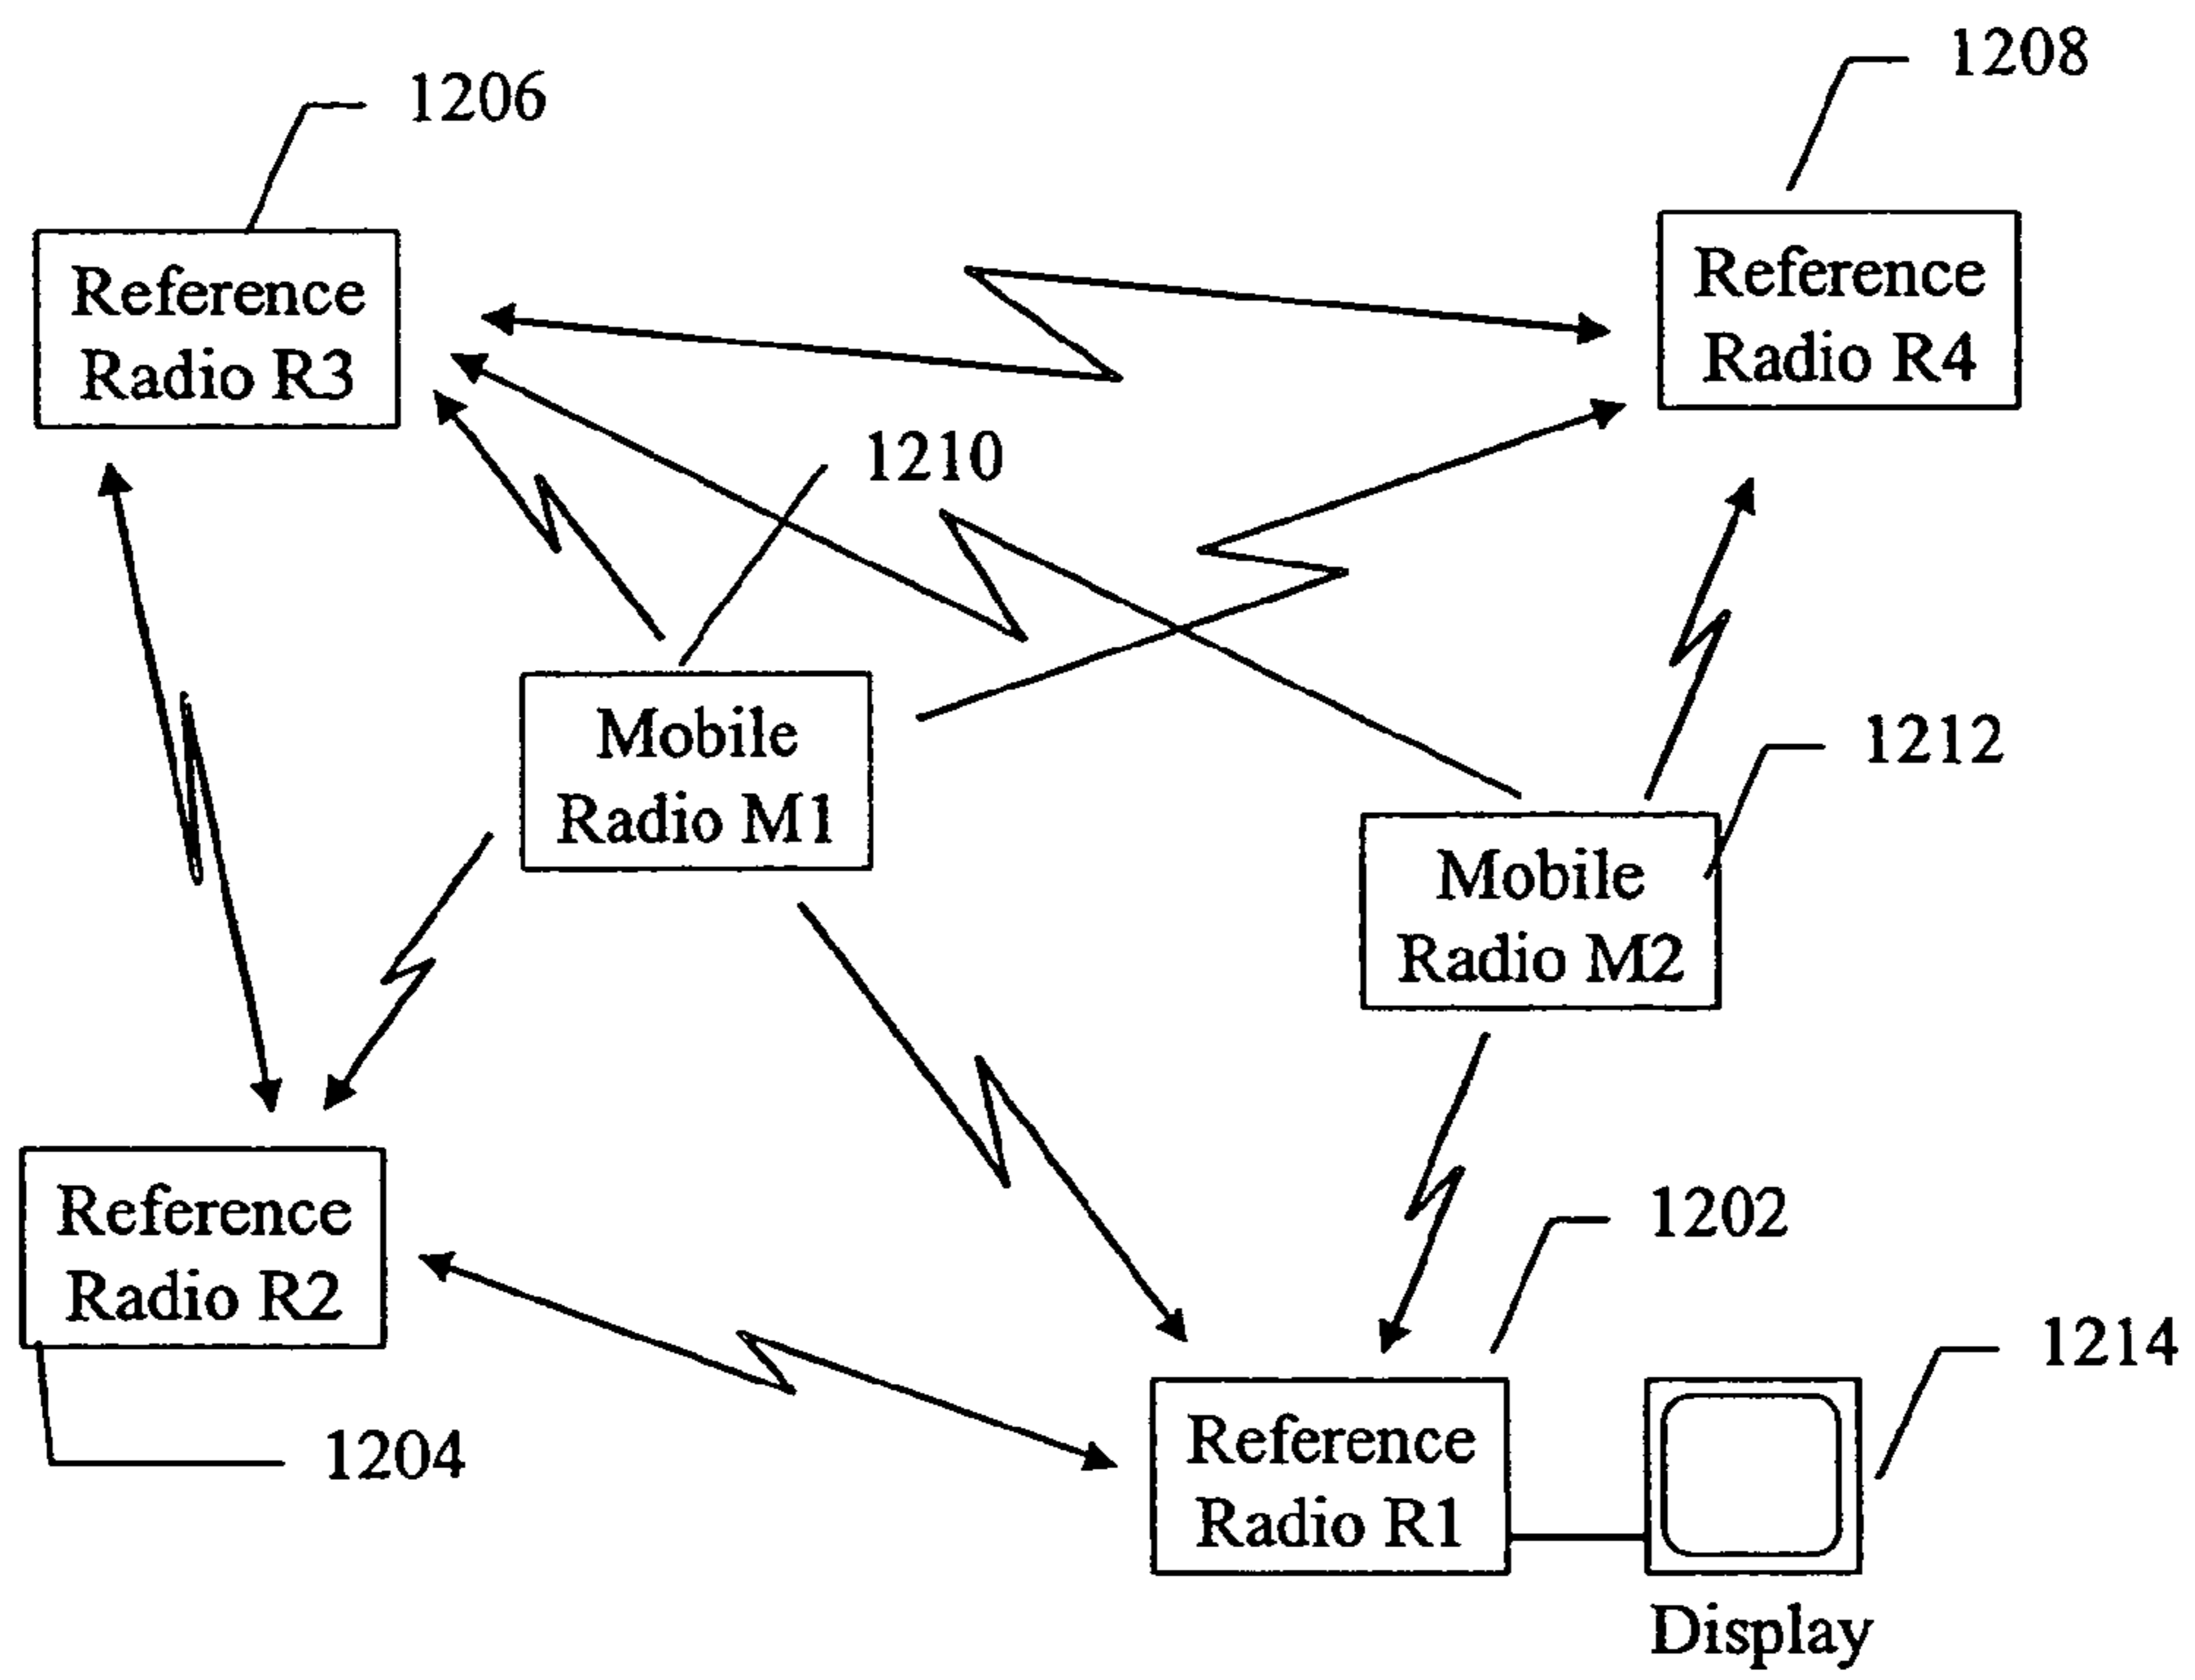 1208
1206
Reference
Radio R3
Reference
Radio R4
1210
Mobile
Radio M1
1212
Mobile
Radio M2
Reference
Radio R2
1202
1214
1204
Reference
Radio R1
Display